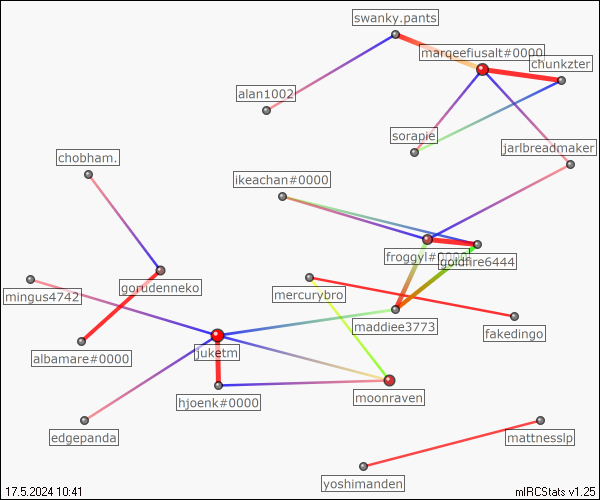 swanky.pants
marqeefiusalt#0000
chunkzter
alan1002
sorapie
jarlbreadmaker
chobham.
ikeachan#0000
froggyl#0000
goldfire6444
gorudenneko
mingus4742
mercurybro
maddiee3773
fakedingo
juketm
albamare#0000
moonraven
hjoenk#0000
edgepanda
mattnesslp
yoshimanden
17.5.2024 10:41
mIRCStats v1.25